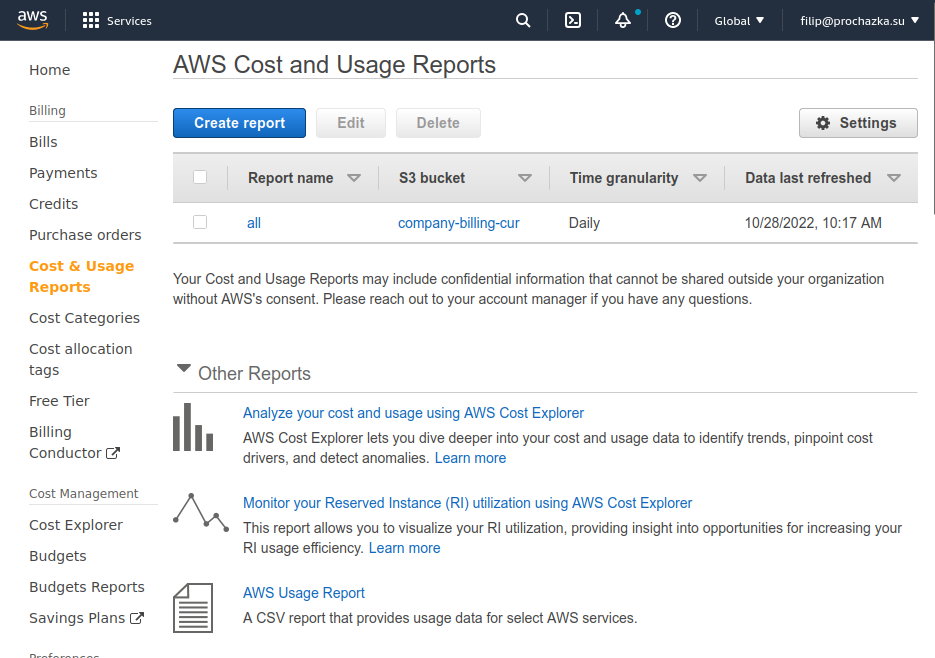 aws
Services
Global
filip@prochazka.su
Home
Billing
Bills
Payments
Credits
Purchase orders
Cost & Usage
Reports
Cost Categories
Cost allocation
tags
Free Tier
Billing
Conductor
Cost Management
Cost Explorer
Budgets
Budgets Reports
Savings Plans
Preferences
AWS Cost and Usage Reports
Create report
Edit
Delete
Settings
Report name
S3 bucket
Time granularity
Data last refreshed
all
company-billing-cur
Daily
10/28/2022, 10:17 AM
Your Cost and Usage Reports may include confidential information that cannot be shared outside your organization
without AWS's consent. Please reach out to your account manager if you have any questions.
Other Reports
Analyze your cost and usage using AWS Cost Explorer
AWS Cost Explorer lets you dive deeper into your cost and usage data to identify trends, pinpoint cost
drivers, and detect anomalies. Learn more
Monitor your Reserved Instance (RI) utilization using AWS Cost Explorer
This report allows you to visualize your RI utilization, providing insight into opportunities for increasing your
RI usage efficiency. Learn more
AWS Usage Report
A CSV report that provides usage data for select AWS services.